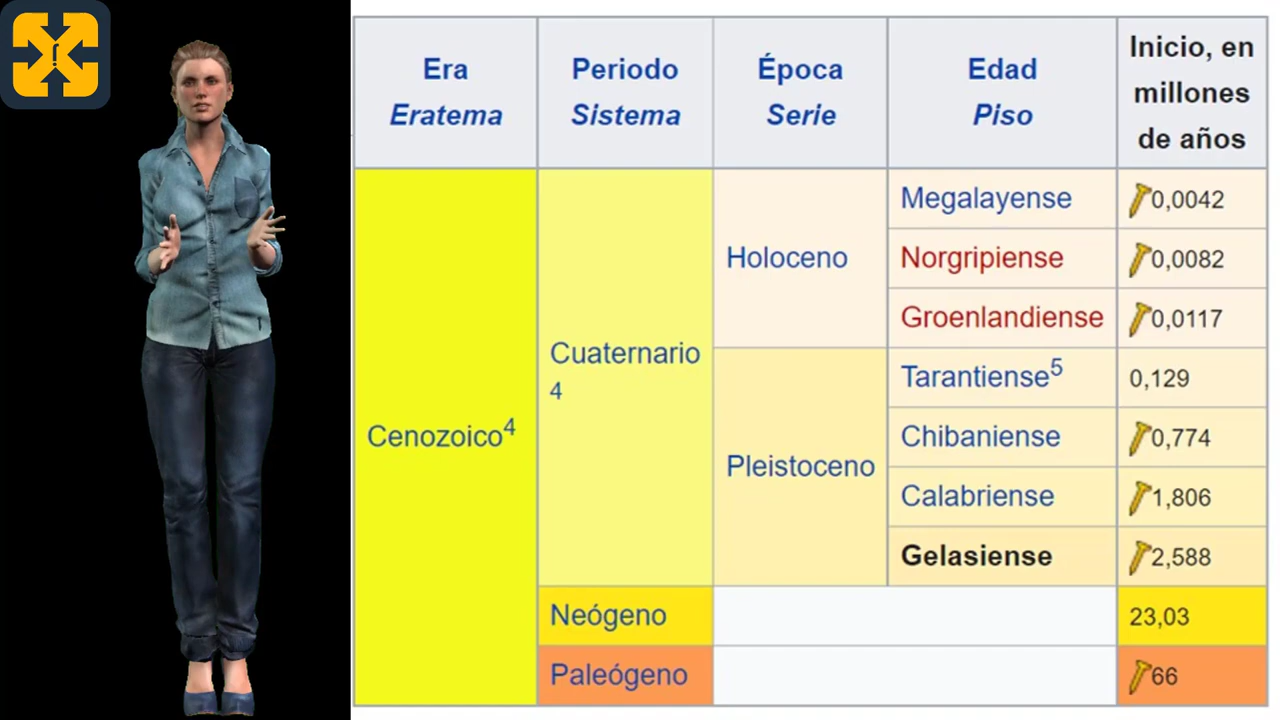 Era
Eratema
Periodo
Sistema
Época
Serie
Edad
Piso
Inicio, en
millones
de años
Cenozoico4
Cuaternario
4
Holoceno
Megalayense
0,0042
Norgripiense
0,0082
Groenlandiense
0,0117
Pleistoceno
Tarantiense5
0,129
Chibaniense
0,774
Calabriense
1,806
Gelasiense
2,588
Neógeno
23,03
Paleógeno
66